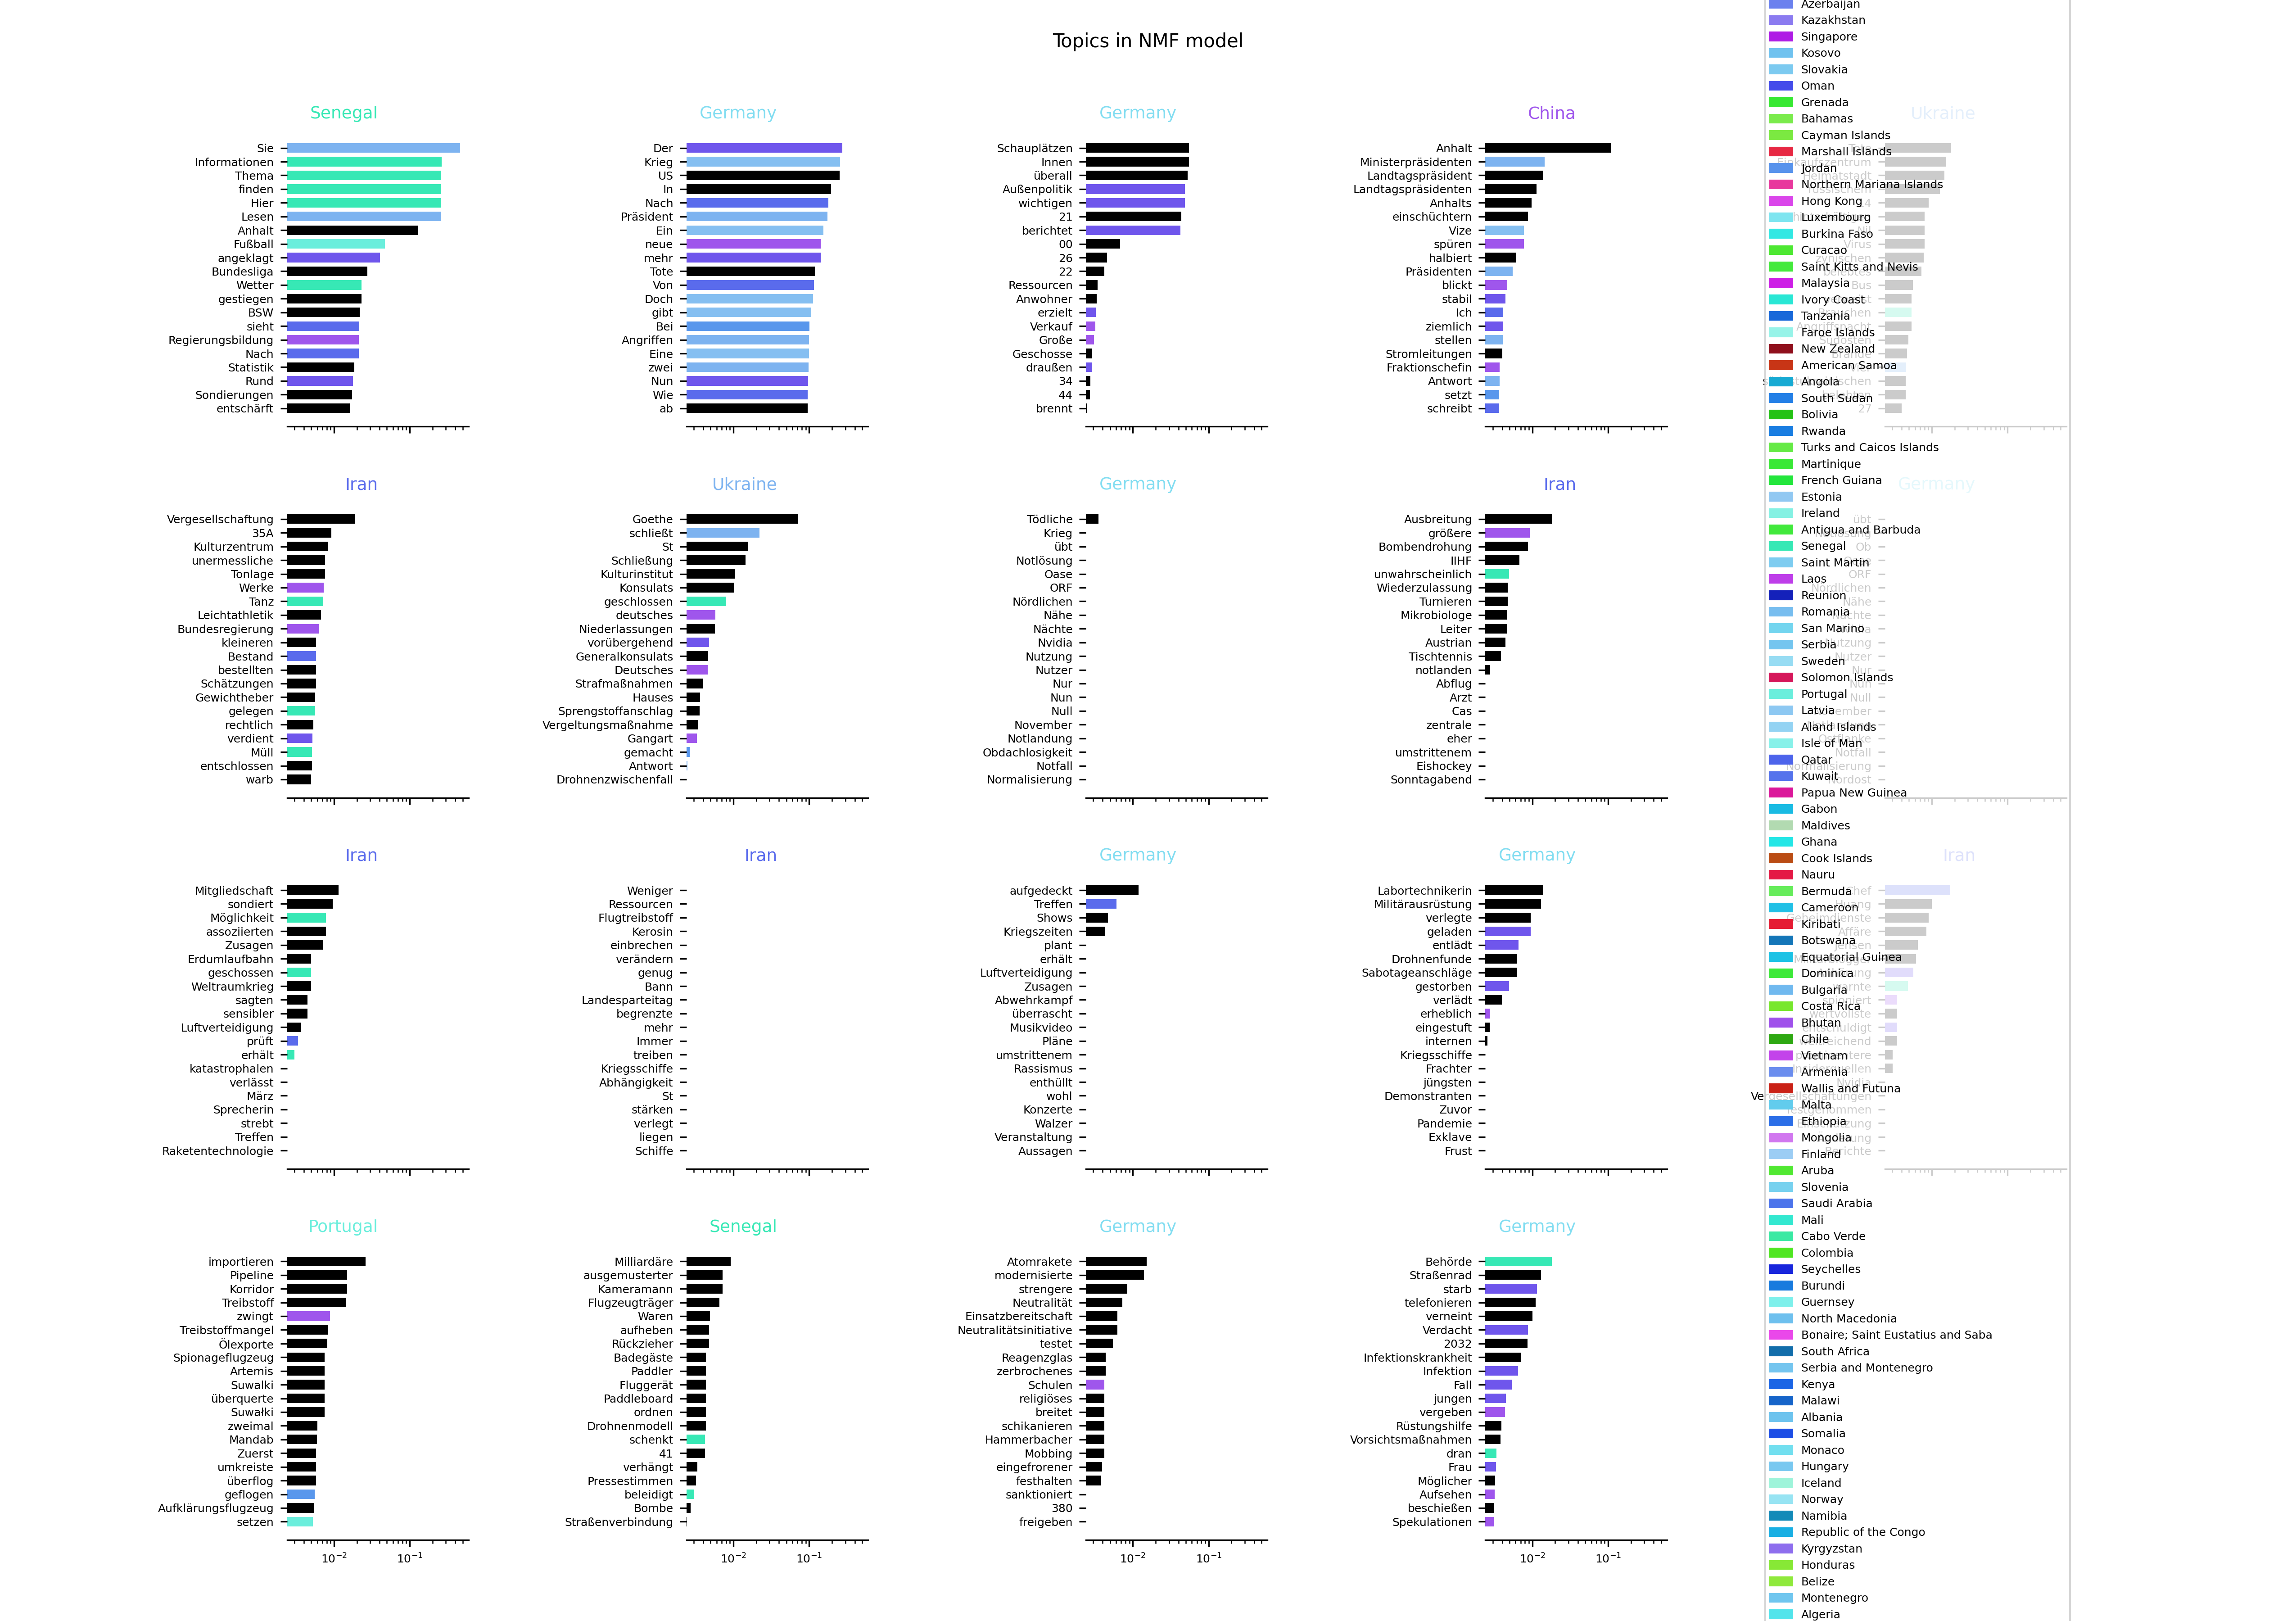 Topics in NMF model
Senegal
Sie
Informationen
Thema
finden
Hier
Lesen
Anhalt
Fußball
angeklagt
Bundesliga
Wetter
gestiegen
BSW
sieht
Regierungsbildung
Nach
Statistik
Rund
Sondierungen
entschärft
Germany
Der
Krieg
US
In
Nach
Präsident
Ein
neue
mehr
Tote
Von
Doch
gibt
Bei
Angriffen
Eine
zwei
Nun
Wie
ab
Germany
Schauplätzen
Innen
überall
Außenpolitik
wichtigen
21
berichtet
00
26
22
Ressourcen
Anwohner
erzielt
Verkauf
Große
Geschosse
draußen
34
44
brennt
China
Anhalt
Ministerpräsidenten
Landtagspräsident
Landtagspräsidenten
Anhalts
einschüchtern
Vize
spüren
halbiert
Präsidenten
blickt
stabil
Ich
ziemlich
stellen
Stromleitungen
Fraktionschefin
Antwort
setzt
schreibt
Ukraine
27
Iran
Vergesellschaftung
35A
Kulturzentrum
unermessliche
Tonlage
Werke
Tanz
Leichtathletik
Bundesregierung
kleineren
Bestand
bestellten
Schätzungen
Gewichtheber
gelegen
rechtlich
verdient
Müll
entschlossen
warb
Ukraine
Goethe
schließt
St
Schließung
Kulturinstitut
Konsulats
geschlossen
deutsches
Niederlassungen
vorübergehend
Generalkonsulats
Deutsches
Strafmaßnahmen
Hauses
Sprengstoffanschlag
Vergeltungsmaßnahme
Gangart
gemacht
Antwort
Drohnenzwischenfall
Germany
Tödliche
Krieg
übt
Notlösung
Oase
ORF
Nördlichen
Nähe
Nächte
Nvidia
Nutzung
Nutzer
Nur
Nun
Null
November
Notlandung
Obdachlosigkeit
Notfall
Normalisierung
Iran
Ausbreitung
größere
Bombendrohung
IIHF
unwahrscheinlich
Wiederzulassung
Turnieren
Mikrobiologe
Leiter
Austrian
Tischtennis
notlanden
Abflug
Arzt
Cas
zentrale
eher
umstrittenem
Eishockey
Sonntagabend
Germany
übt
Ob
ORF
Iran
Mitgliedschaft
sondiert
Möglichkeit
assoziierten
Zusagen
Erdumlaufbahn
geschossen
Weltraumkrieg
sagten
sensibler
Luftverteidigung
prüft
erhält
katastrophalen
verlässt
März
Sprecherin
strebt
Treffen
Raketentechnologie
Iran
Weniger
Ressourcen
Flugtreibstoff
Kerosin
einbrechen
verändern
genug
Bann
Landesparteitag
begrenzte
mehr
Immer
treiben
Kriegsschiffe
Abhängigkeit
St
stärken
verlegt
liegen
Schiffe
Germany
aufgedeckt
Treffen
Shows
Kriegszeiten
plant
erhält
Luftverteidigung
Zusagen
Abwehrkampf
überrascht
Musikvideo
Pläne
umstrittenem
Rassismus
enthüllt
wohl
Konzerte
Walzer
Veranstaltung
Aussagen
Germany
Labortechnikerin
Militärausrüstung
verlegte
geladen
entlädt
Drohnenfunde
Sabotageanschläge
gestorben
verlädt
erheblich
eingestuft
internen
Kriegsschiffe
Frachter
jüngsten
Demonstranten
Zuvor
Pandemie
Exklave
Frust
Iran
Portugal
importieren
Pipeline
Korridor
Treibstoff
zwingt
Treibstoffmangel
Ölexporte
Spionageflugzeug
Artemis
Suwalki
überquerte
Suwałki
zweimal
Mandab
Zuerst
umkreiste
überflog
geflogen
Aufklärungsflugzeug
setzen
10⁻² 10⁻¹
Senegal
Milliardäre
ausgemusterter
Kameramann
Flugzeugträger
Waren
aufheben
Rückzieher
Badegäste
Paddler
Fluggerät
Paddleboard
ordnen
Drohnenmodell
schenkt
41
verhängt
Pressestimmen
beleidigt
Bombe
Straßenverbindung
10⁻² 10⁻¹
Germany
Atomrakete
modernisierte
strengere
Neutralität
Einsatzbereitschaft
Neutralitätsinitiative
testet
Reagenzglas
zerbrochenes
Schulen
religiöses
breitet
schikanieren
Hammerbacher
Mobbing
eingefrorener
festhalten
sanktioniert
380
freigeben
10⁻² 10⁻¹
Germany
Behörde
Straßenrad
starb
telefonieren
verneint
Verdacht
2032
Infektionskrankheit
Infektion
Fall
jungen
vergeben
Rüstungshilfe
Vorsichtsmaßnahmen
dran
Frau
Möglicher
Aufsehen
beschießen
Spekulationen
10⁻² 10⁻¹
Azerbaijan
Kazakhstan
Singapore
Kosovo
Slovakia
Oman
Grenada
Bahamas
Cayman Islands
Marshall Islands
Jordan
Northern Mariana Islands
Hong Kong
Luxembourg
Burkina Faso
Curacao
Saint Kitts and Nevis
Malaysia
Ivory Coast
Tanzania
Faroe Islands
New Zealand
American Samoa
Angola
South Sudan
Bolivia
Rwanda
Turks and Caicos Islands
Martinique
French Guiana
Estonia
Ireland
Antigua and Barbuda
Senegal
Saint Martin
Laos
Reunion
Romania
San Marino
Serbia
Sweden
Solomon Islands
Portugal
Latvia
Aland Islands
Isle of Man
Qatar
Kuwait
Papua New Guinea
Gabon
Maldives
Ghana
Cook Islands
Nauru
Bermuda
Cameroon
Kiribati
Botswana
Equatorial Guinea
Dominica
Bulgaria
Costa Rica
Bhutan
Chile
Vietnam
Armenia
Wallis and Futuna
Malta
Ethiopia
Mongolia
Finland
Aruba
Slovenia
Saudi Arabia
Mali
Cabo Verde
Colombia
Seychelles
Burundi
Guernsey
North Macedonia
Bonaire; Saint Eustatius and Saba
South Africa
Serbia and Montenegro
Kenya
Malawi
Albania
Somalia
Monaco
Hungary
Iceland
Norway
Namibia
Republic of the Congo
Kyrgyzstan
Honduras
Belize
Montenegro
Algeria